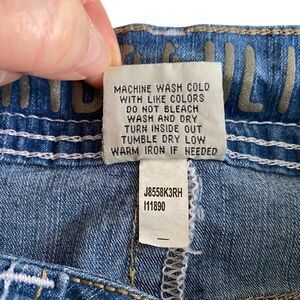 MACHINE WASH COLD
WITH LIKE COLORS
DO NOT BLEACH
WASH AND DRY
TURN INSIDE OUT
TUMBLE DRY LOW
WARM IRON IF NEEDED
J8558K3RH
I11890